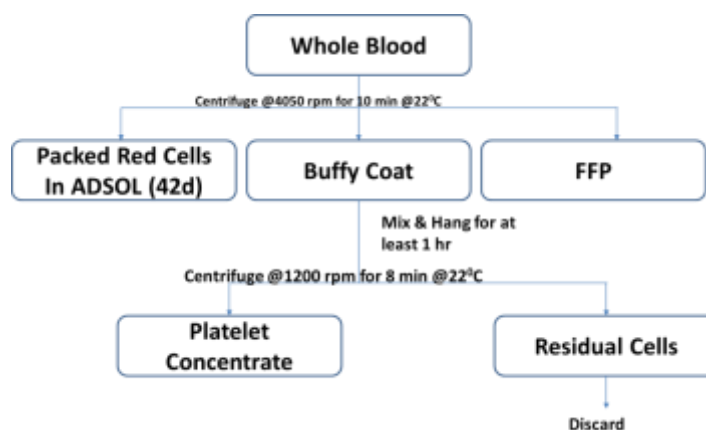 Whole Blood
Centrifuge @4050 rpm for 10 min @22⁰C
Packed Red Cells
In ADSOL (42d)
Buffy Coat
FFP
Mix & Hang for at
least 1 hr
Centrifuge @1200 rpm for 8 min @22⁰C
Platelet
Concentrate
Residual Cells
Discard